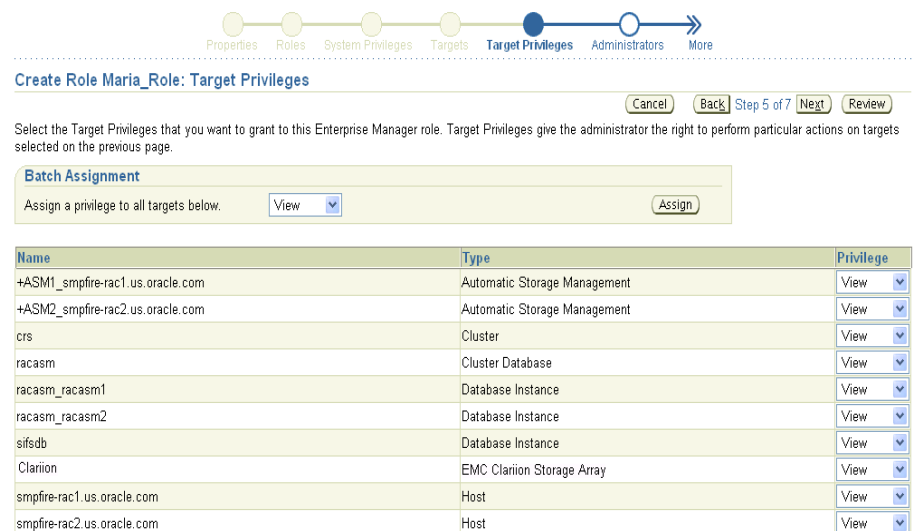 Properties Roles System Privileges Targets Target Privileges Administrators More
Create Role Maria_Role: Target Privileges
Cancel Back Step 5 of 7 Next Review
Select the Target Privileges that you want to grant to this Enterprise Manager role. Target Privileges give the administrator the right to perform particular actions on targets
selected on the previous page.
Batch Assignment
Assign a privilege to all targets below. View Assign
Name Type Privilege
+ASM1_smpfire-rac1.us.oracle.com Automatic Storage Management View
+ASM2_smpfire-rac2.us.oracle.com Automatic Storage Management View
crs Cluster View
racasm Cluster Database View
racasm_racasm1 Database Instance View
racasm_racasm2 Database Instance View
sifsdb Database Instance View
Clariion EMC Clariion Storage Array View
smpfire-rac1.us.oracle.com Host View
smpfire-rac2.us.oracle.com Host View